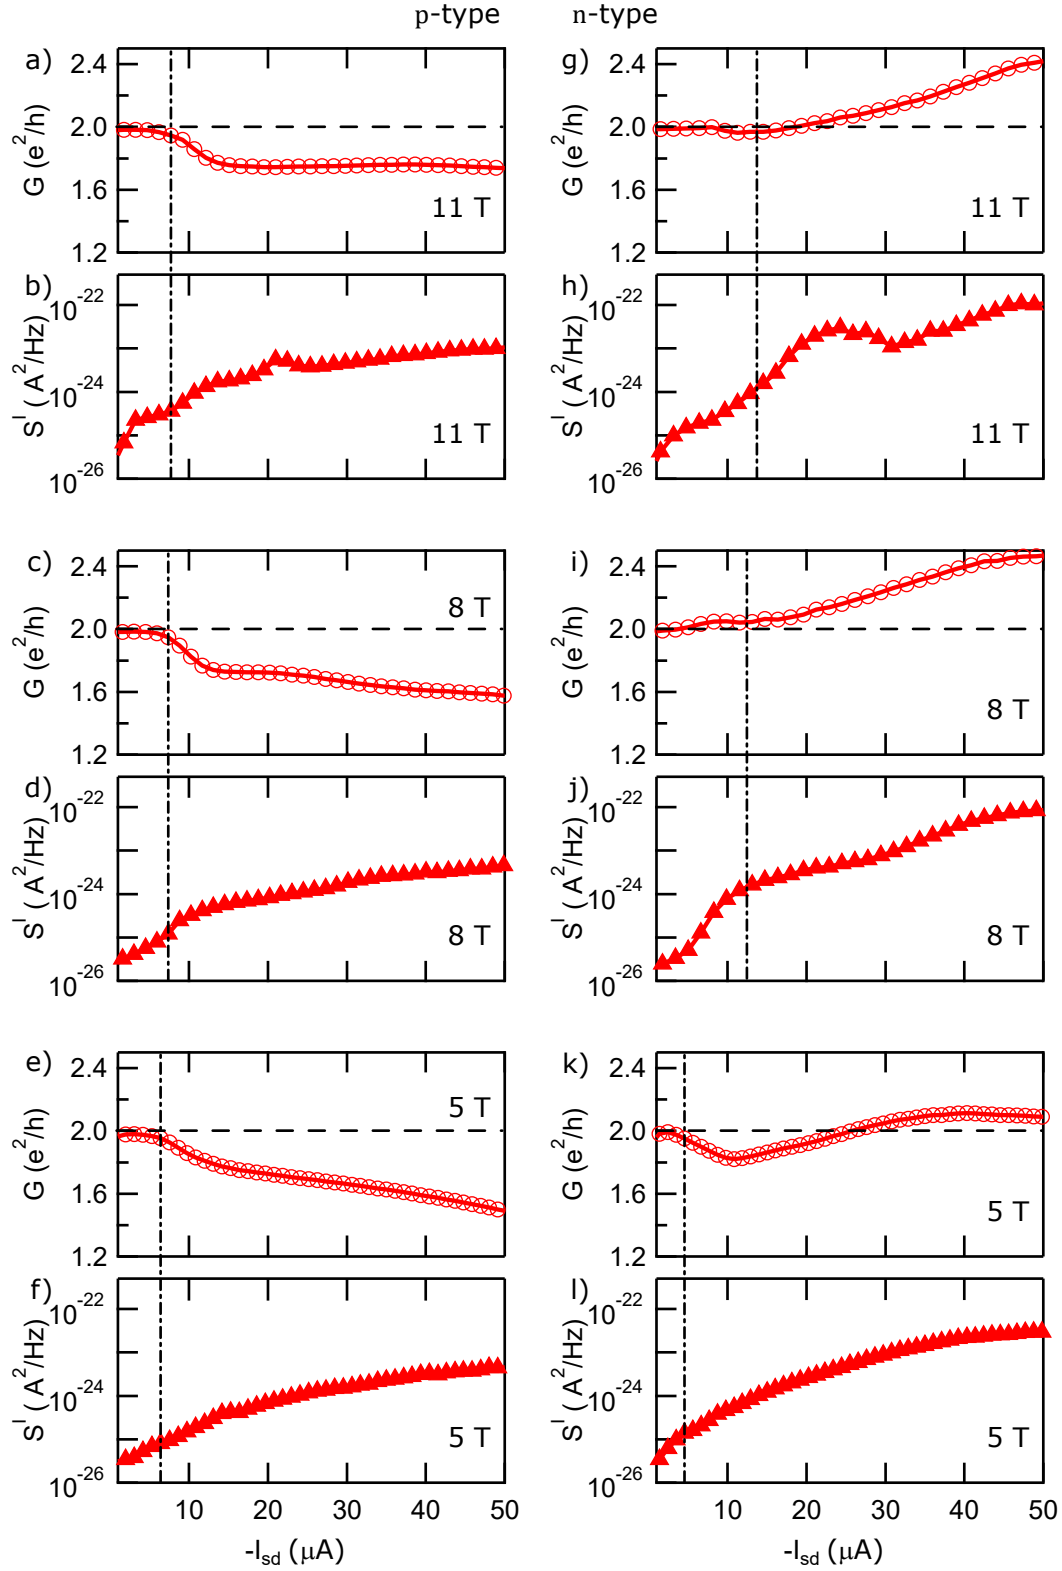 p-type
n-type
a)
2.4
2.0
1.6
1.2
G (e²/h)
11 T
b)
10⁻²²
10⁻²⁴
10⁻²⁶
Sᴵ ( A²/Hz)
11 T
g)
2.4
2.0
1.6
1.2
G (e²/h)
11 T
h)
10⁻²²
10⁻²⁴
10⁻²⁶
Sᴵ ( A²/Hz)
11 T
c)
2.4
2.0
1.6
1.2
G (e²/h)
8 T
d)
10⁻²²
10⁻²⁴
10⁻²⁶
Sᴵ ( A²/Hz)
8 T
i)
2.4
2.0
1.6
1.2
G (e²/h)
8 T
j)
10⁻²²
10⁻²⁴
10⁻²⁶
Sᴵ ( A²/Hz)
8 T
e)
2.4
2.0
1.6
1.2
G (e²/h)
5 T
f)
10⁻²²
10⁻²⁴
10⁻²⁶
Sᴵ ( A²/Hz)
5 T
10 20 30 40 50
-I_sd (μA)
k)
2.4
2.0
1.6
1.2
G (e²/h)
5 T
l)
10⁻²²
10⁻²⁴
10⁻²⁶
Sᴵ ( A²/Hz)
5 T
10 20 30 40 50
-I_sd (μA)